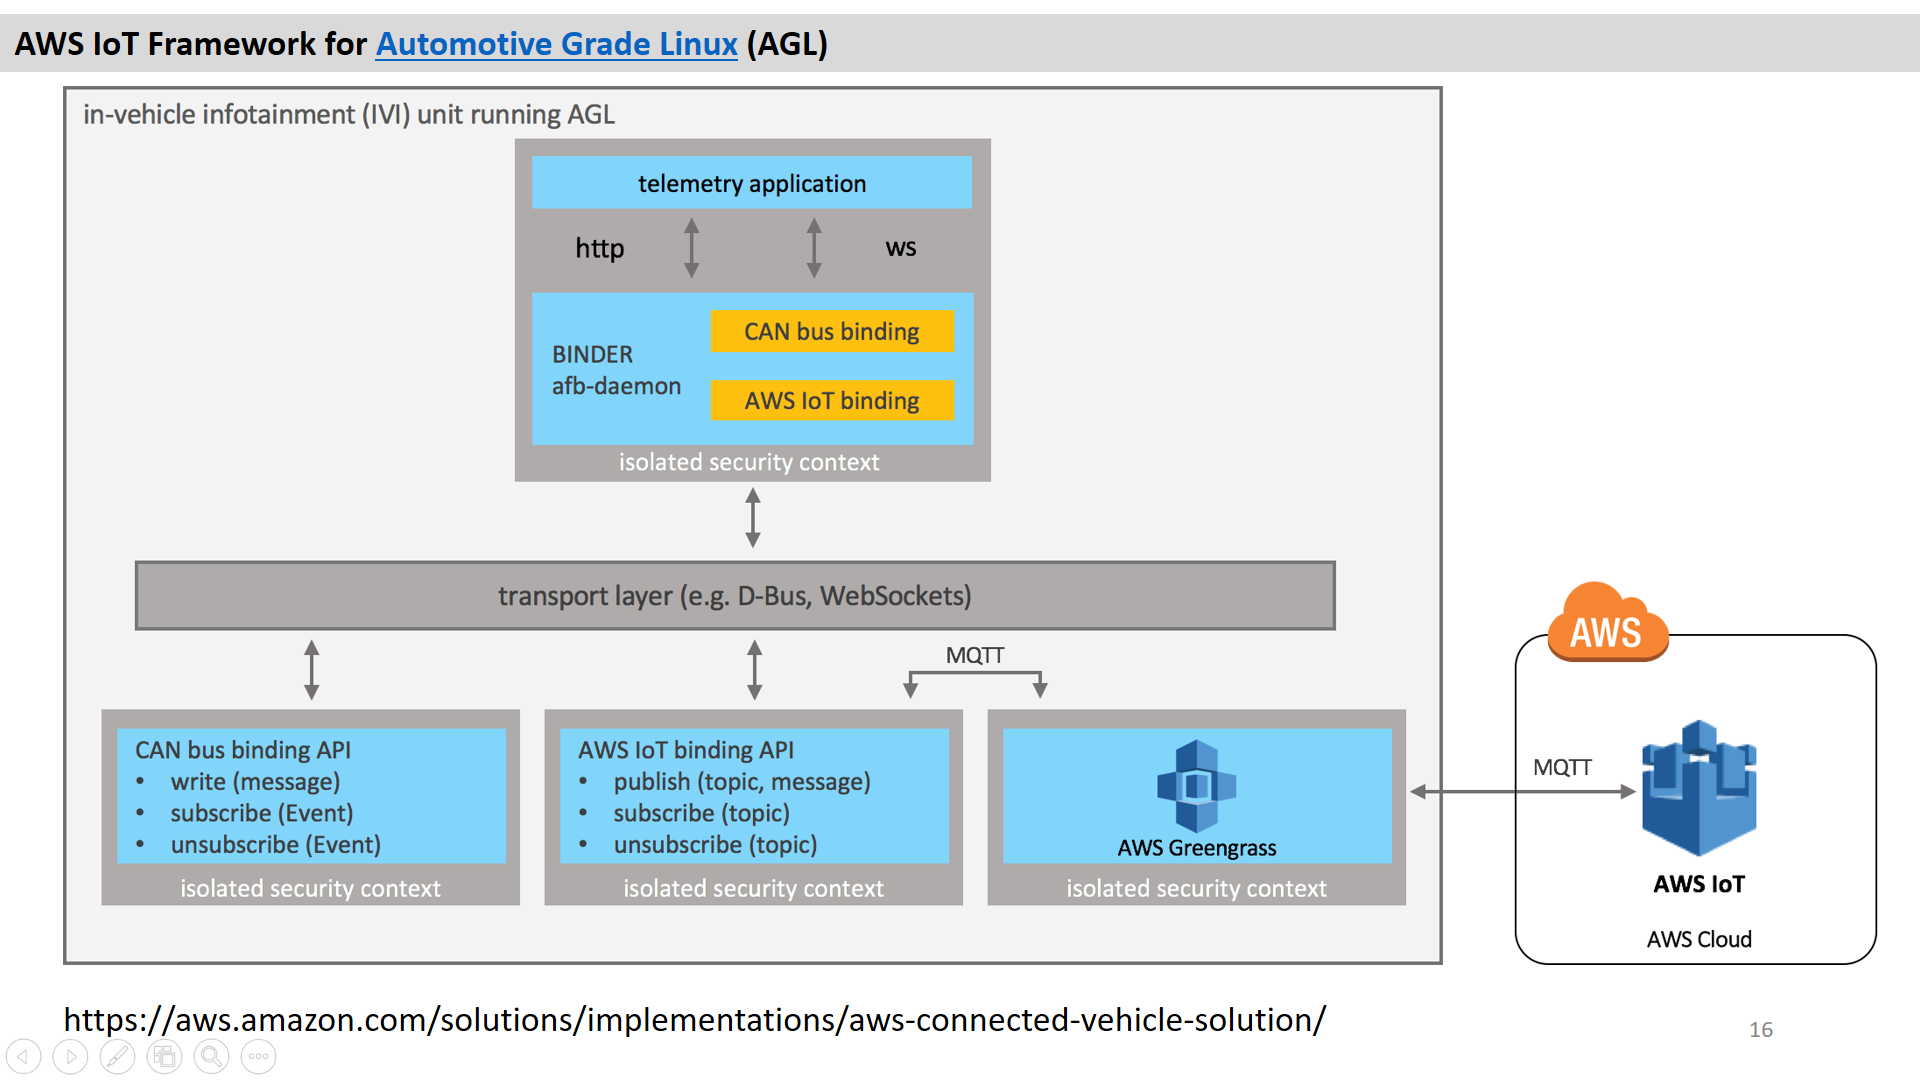 AWS IoT Framework for Automotive Grade Linux (AGL)
in-vehicle infotainment (IVI) unit running AGL
telemetry application
http
ws
BINDER
afb-daemon
CAN bus binding
AWS IoT binding
isolated security context
transport layer (e.g. D-Bus, WebSockets)
MQTT
CAN bus binding API
• write (message)
• subscribe (Event)
• unsubscribe (Event)
isolated security context
AWS IoT binding API
• publish (topic, message)
• subscribe (topic)
• unsubscribe (topic)
isolated security context
AWS Greengrass
isolated security context
AWS
MQTT
AWS IoT
AWS Cloud
https://aws.amazon.com/solutions/implementations/aws-connected-vehicle-solution/
16